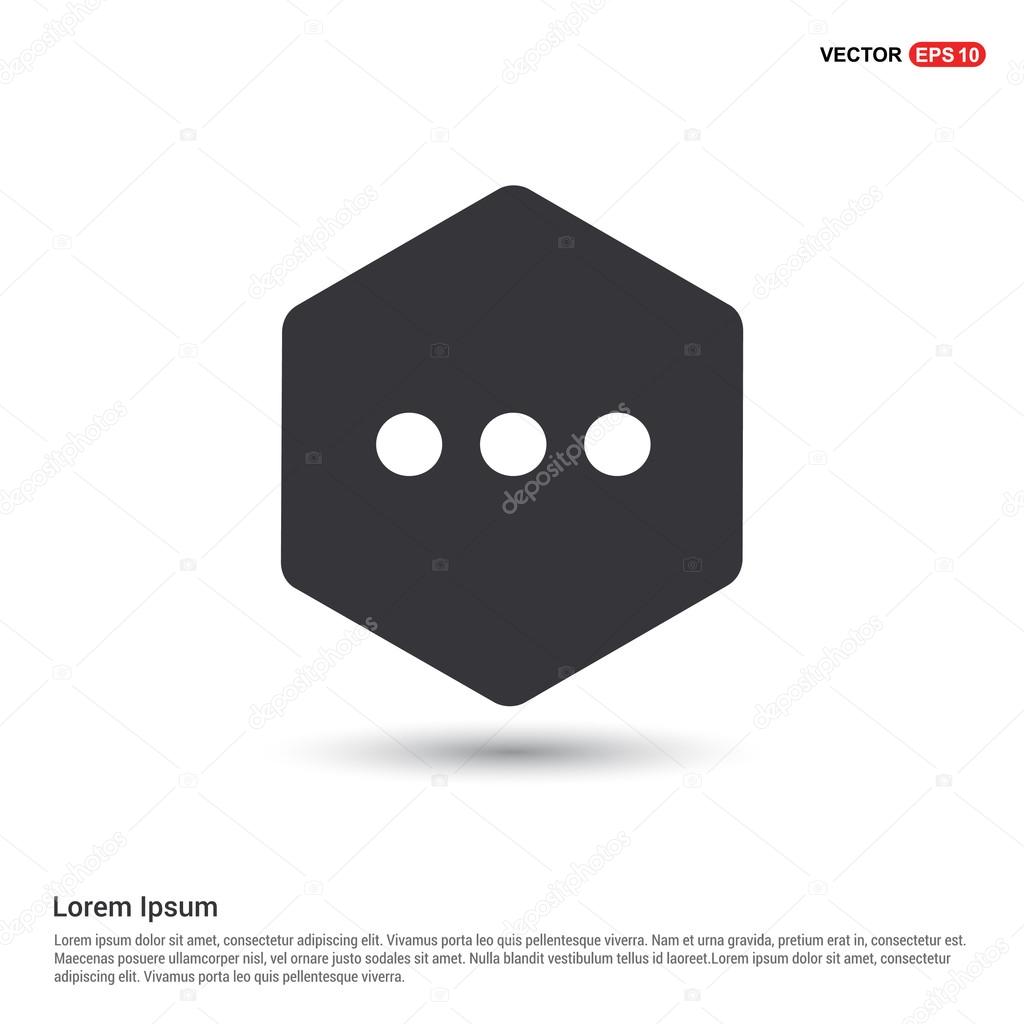 VECTOR EPS 10
Lorem Ipsum
Lorem ipsum dolor sit amet, consectetur adipiscing elit. Vivamus porta leo quis pellentesque viverra. Nam et urna gravida, pretium erat in, consectetur est.
Maecenas posuere ullamcorper nisl, vel ornare justo sodales sit amet. Nulla blandit vestibulum tellus id laoreet.Lorem ipsum dolor sit amet, consectetur
adipiscing elit. Vivamus porta leo quis pellentesque viverra.
depositphotos